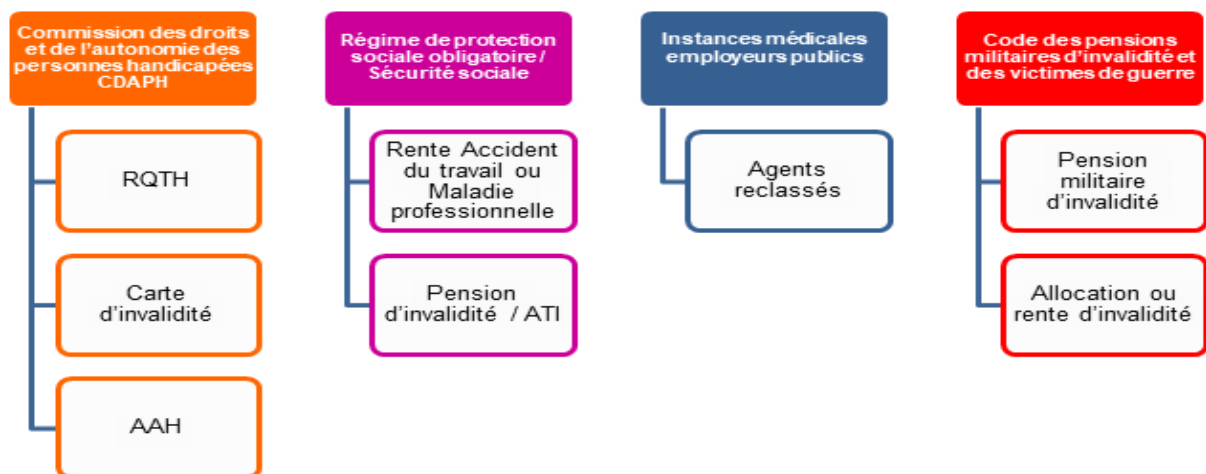 Commission des droits
et de l'autonomie des
personnes handicapées
CDAPH
RQTH
Carte
d'invalidité
AAH
Régime de protection
sociale obligatoire /
Sécurité sociale
Rente Accident
du travail ou
Maladie
professionnelle
Pension
d'invalidité / ATI
Instances médicales
employeurs publics
Agents
reclassés
Code des pensions
militaires d'invalidité et
des victimes de guerre
Pension
militaire
d'invalidité
Allocation ou
rente d'invalidité